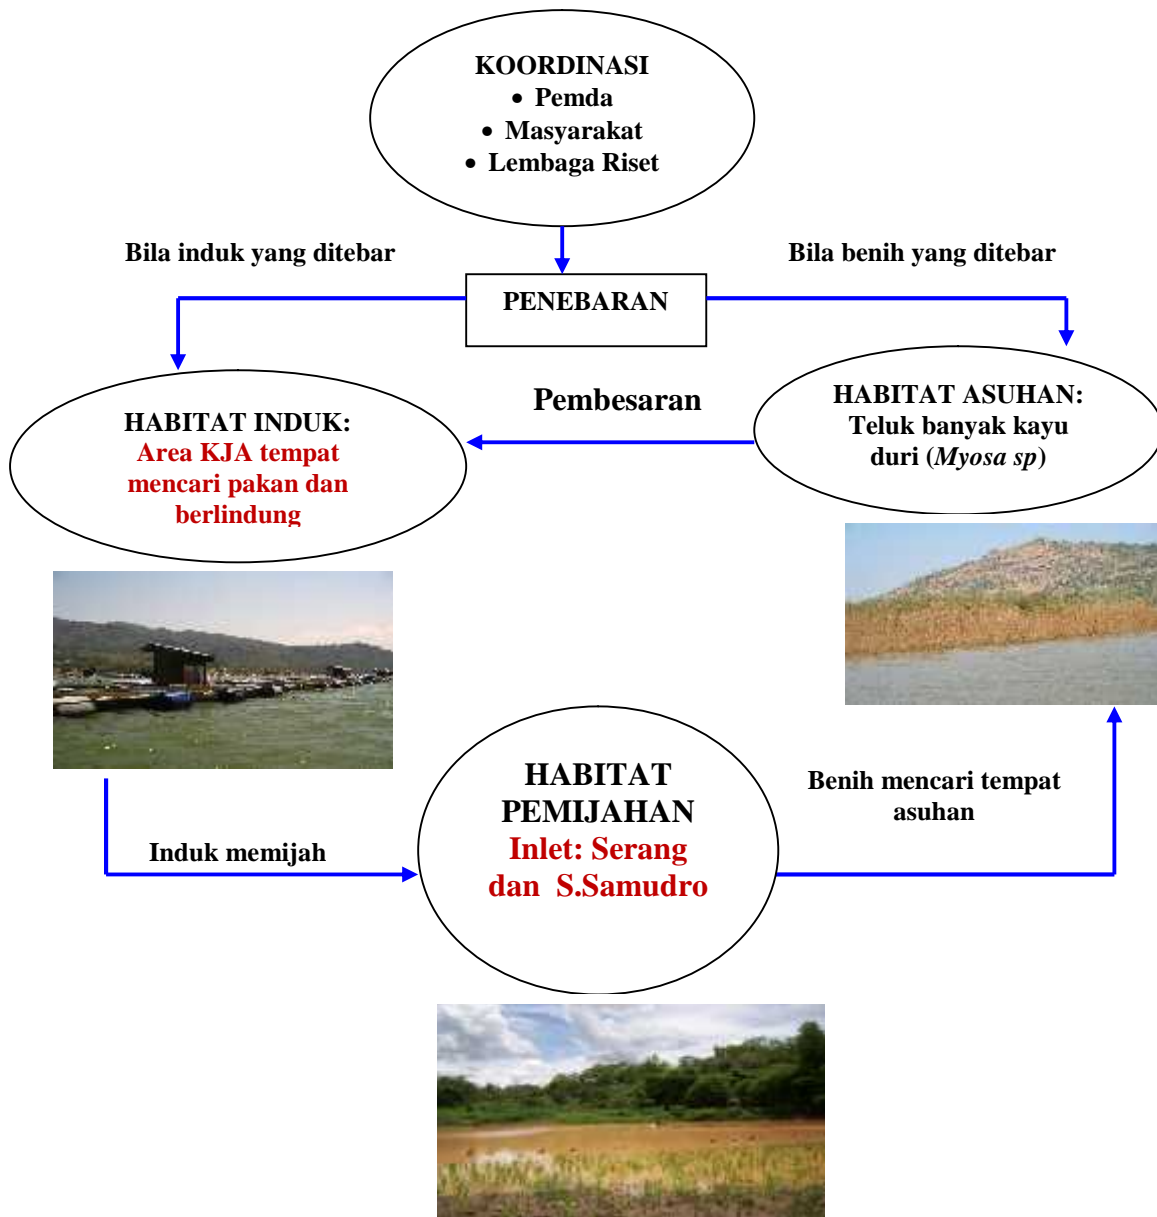 KOORDINASI
• Pemda
• Masyarakat
• Lembaga Riset
Bila induk yang ditebar
Bila benih yang ditebar
PENEBARAN
HABITAT INDUK:
Area KJA tempat
mencari pakan dan
berlindung
Pembesaran
HABITAT ASUHAN:
Teluk banyak kayu
duri (Myosa sp)
HABITAT
PEMIJAHAN
Inlet: Serang
dan S.Samudro
Induk memijah
Benih mencari tempat
asuhan